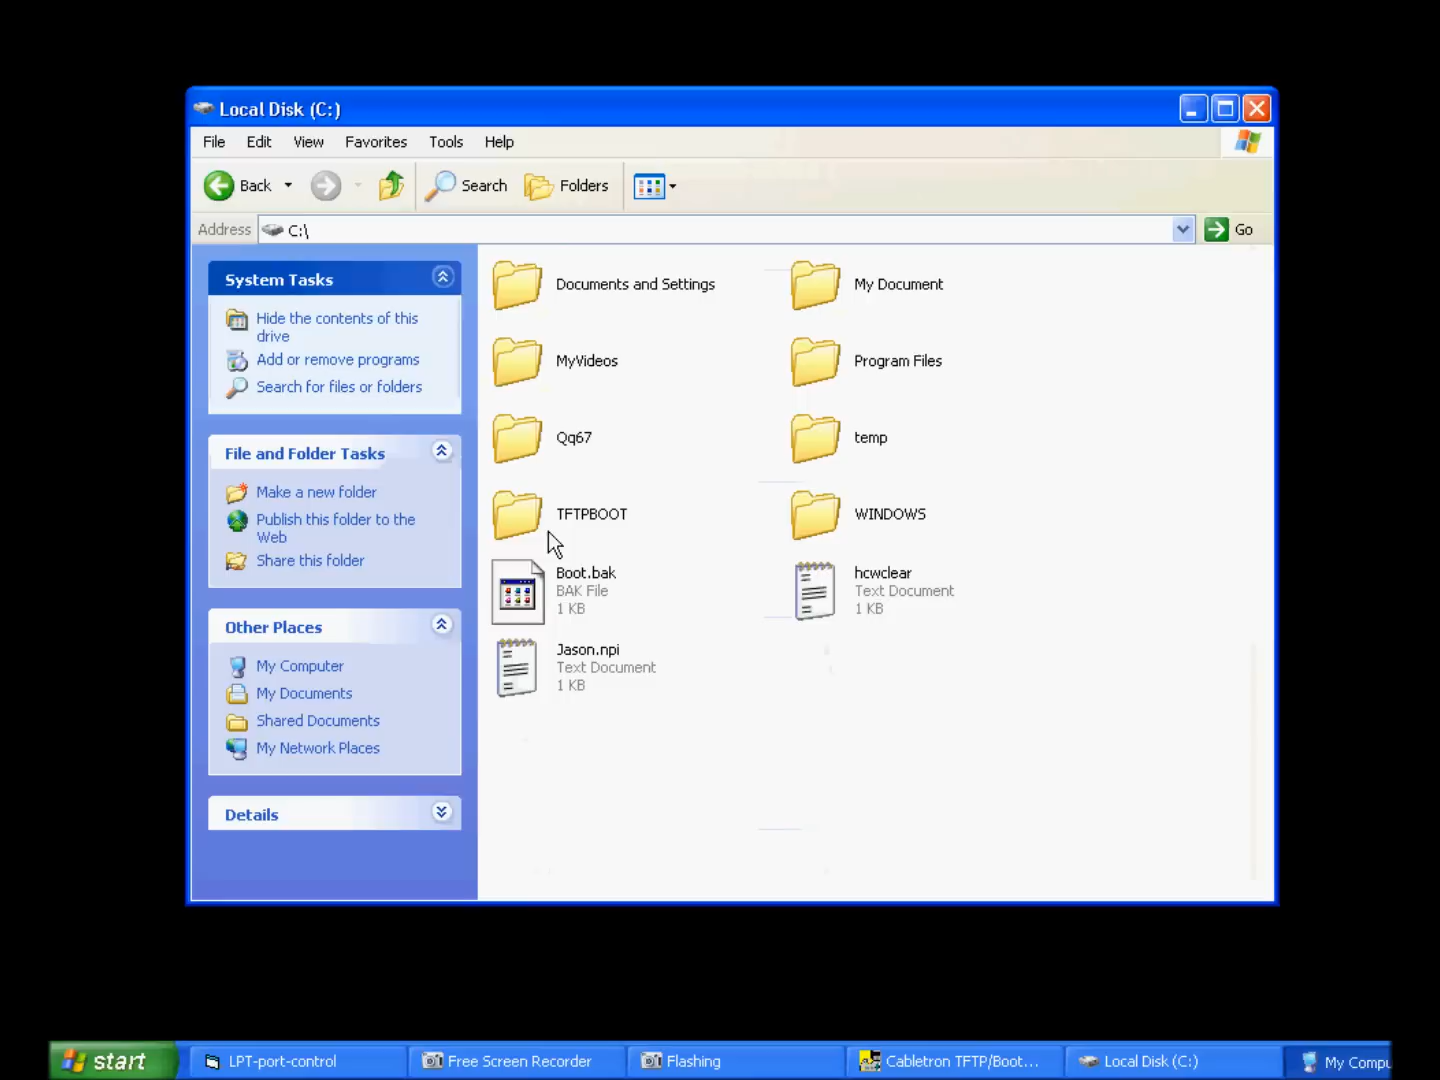 Local Disk (C:)
File Edit View Favorites Tools Help
Back Search Folders
Address C:\ Go
System Tasks
Hide the contents of this
drive
Add or remove programs
Search for files or folders
File and Folder Tasks
Make a new folder
Publish this folder to the
Web
Share this folder
Other Places
My Computer
My Documents
Shared Documents
My Network Places
Details
Documents and Settings
My Document
MyVideos
Program Files
Qq67
temp
TFTPBOOT
WINDOWS
Boot.bak
BAK File
1 KB
hcwclear
Text Document
1 KB
Jason.npi
Text Document
1 KB
start LPT-port-control Free Screen Recorder Flashing Cabletron TFTP/Boot... Local Disk (C:) My Compu